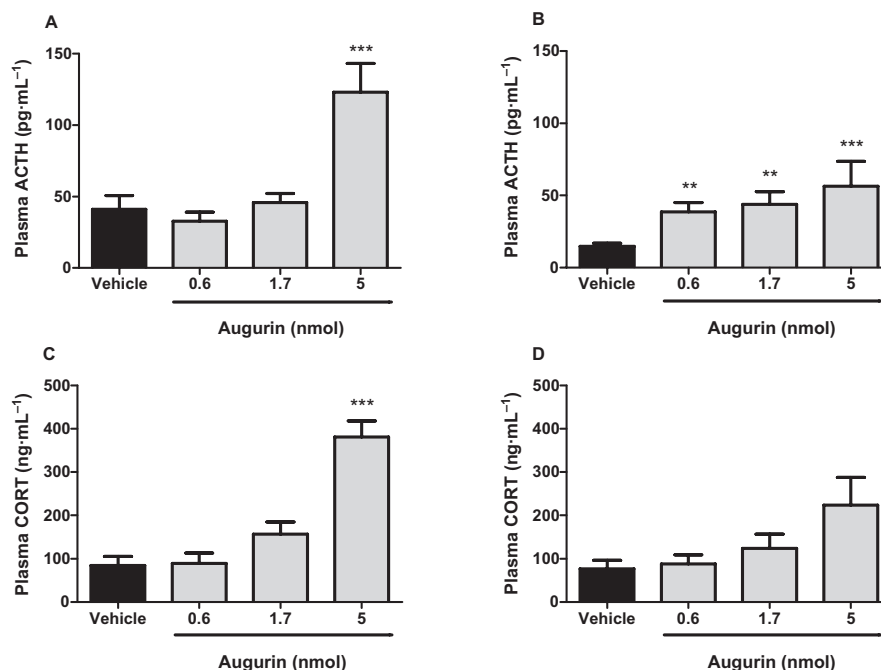 A
Plasma ACTH (pg·mL⁻¹)
150
100
50
0
***
Vehicle 0.6 1.7 5
Augurin (nmol)
B
Plasma ACTH (pg·mL⁻¹)
150
100
50
0
** ** ***
Vehicle 0.6 1.7 5
Augurin (nmol)
C
Plasma CORT (ng·mL⁻¹)
500
400
300
200
100
0
***
Vehicle 0.6 1.7 5
Augurin (nmol)
D
Plasma CORT (ng·mL⁻¹)
500
400
300
200
100
0
Vehicle 0.6 1.7 5
Augurin (nmol)